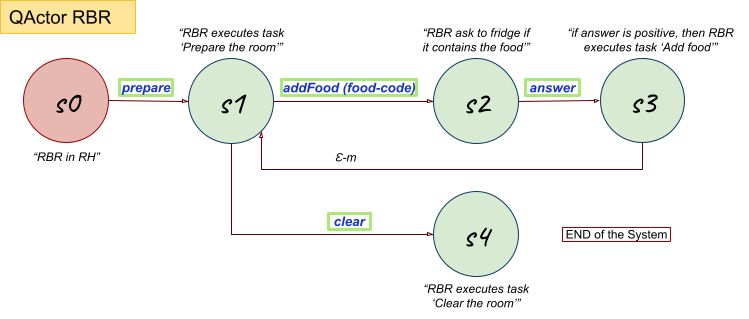 QActor RBR
“RBR executes task
‘Prepare the room’”
“RBR ask to fridge if
it contains the food”
“if answer is positive, then RBR
executes task ‘Add food’”
prepare
addFood (food-code)
answer
s0
s1
s2
s3
“RBR in RH”
Ɛ-m
clear
s4
END of the System
“RBR executes task
‘Clear the room’”